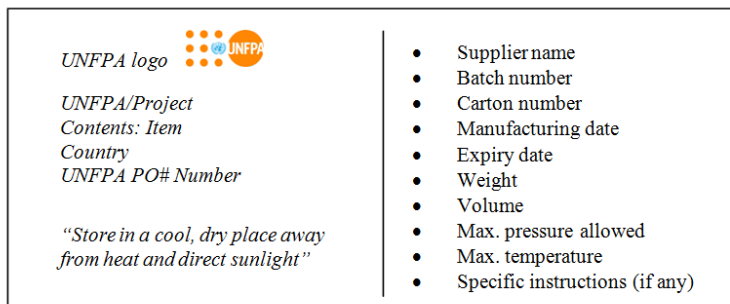 UNFPA logo
UNFPA
UNFPA/Project
Contents: Item
Country
UNFPA PO# Number
“Store in a cool, dry place away
from heat and direct sunlight”
• Supplier name
• Batch number
• Carton number
• Manufacturing date
• Expiry date
• Weight
• Volume
• Max. pressure allowed
• Max. temperature
• Specific instructions (if any)